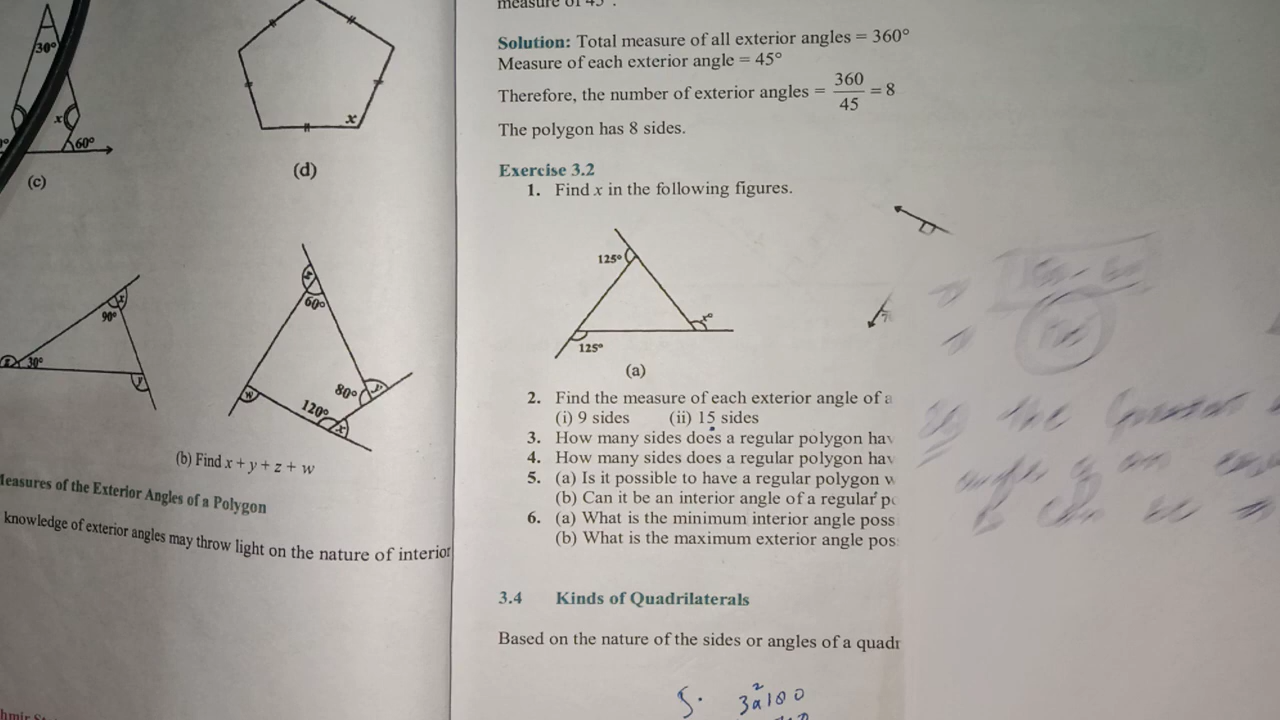 30°
x
60°
(c)
x
(d)
90°
30°
y
60°
80°
120°
w
x
(b) Find x + y + z + w
Measures of the Exterior Angles of a Polygon
knowledge of exterior angles may throw light on the nature of interior
measure of 45°.
Solution: Total measure of all exterior angles = 360°
Measure of each exterior angle = 45°
Therefore, the number of exterior angles = 360/45 = 8
The polygon has 8 sides.
Exercise 3.2
1. Find x in the following figures.
125°
x°
125°
(a)
2. Find the measure of each exterior angle of a
(i) 9 sides (ii) 15 sides
3. How many sides does a regular polygon hav
4. How many sides does a regular polygon hav
5. (a) Is it possible to have a regular polygon w
(b) Can it be an interior angle of a regular po
6. (a) What is the minimum interior angle poss
(b) What is the maximum exterior angle pos
3.4 Kinds of Quadrilaterals
Based on the nature of the sides or angles of a quadr
the